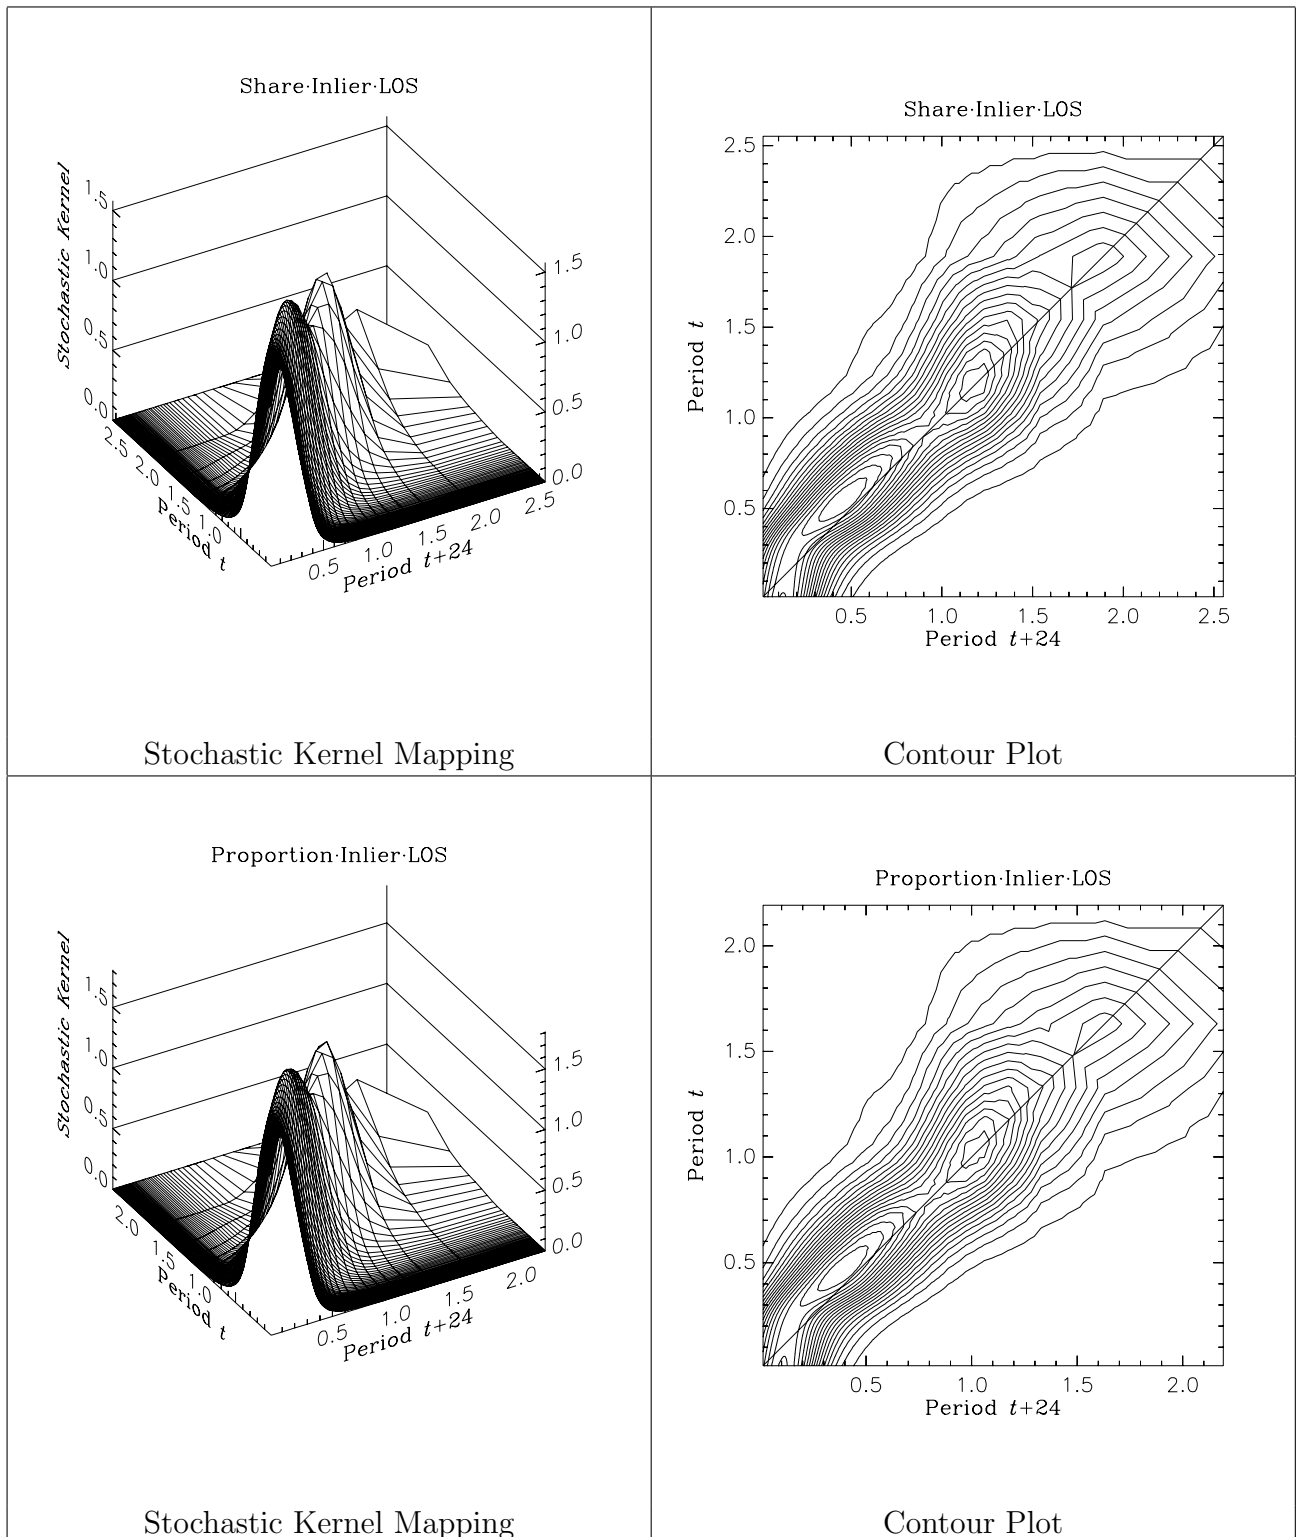 Share·Inlier·LOS
Stochastic Kernel
1.5
1.0
0.5
0.0
1.5
1.0
0.5
0.0
2.5 2.0 1.5 1.0
Period t
0.5 1.0 1.5 2.0 2.5
Period t+24
Stochastic Kernel Mapping
Share·Inlier·LOS
2.5
2.0
1.5
1.0
0.5
Period t
0.5 1.0 1.5 2.0 2.5
Period t+24
Contour Plot
Proportion·Inlier·LOS
Stochastic Kernel
1.5
1.0
0.5
0.0
1.5
1.0
0.5
0.0
2.0 1.5 1.0
Period t
0.5 1.0 1.5 2.0
Period t+24
Stochastic Kernel Mapping
Proportion·Inlier·LOS
2.0
1.5
1.0
0.5
Period t
0.5 1.0 1.5 2.0
Period t+24
Contour Plot